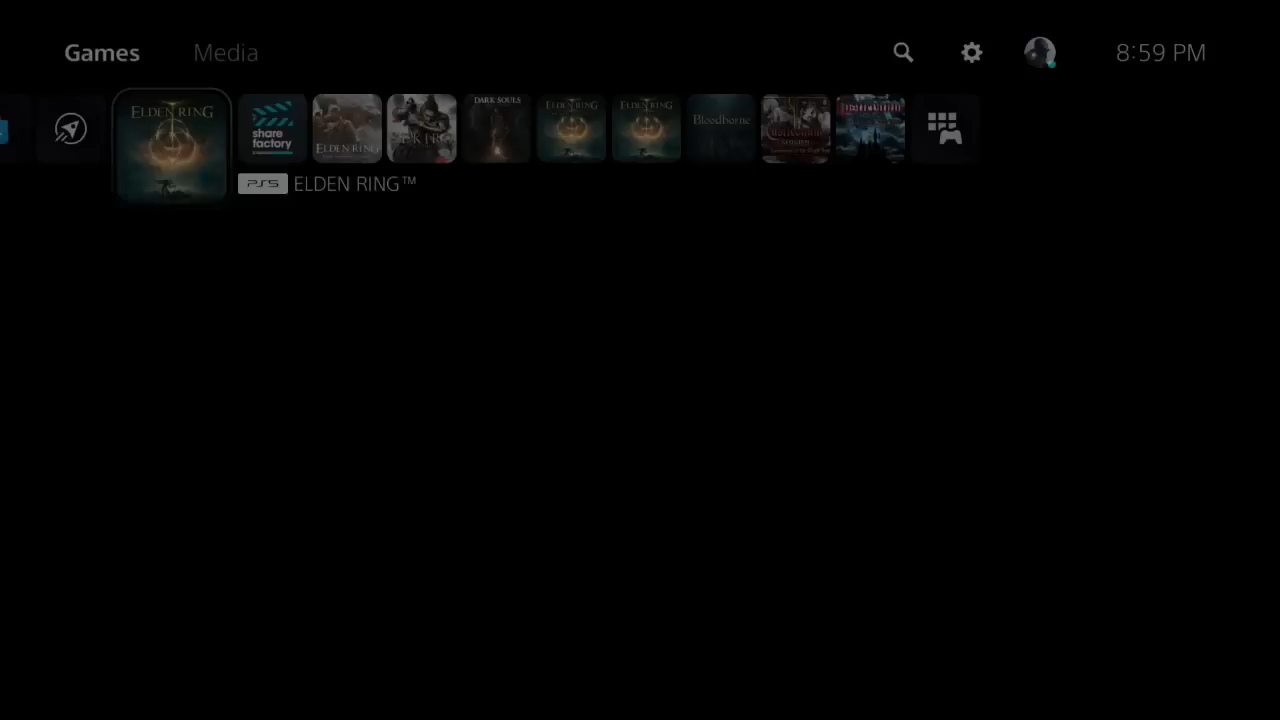 Games
Media
8:59 PM
ELDEN RING
share
factory
ELDEN RING
DARK SOULS
ELDEN RING
ELDEN RING
Bloodborne
PS5 ELDEN RING™